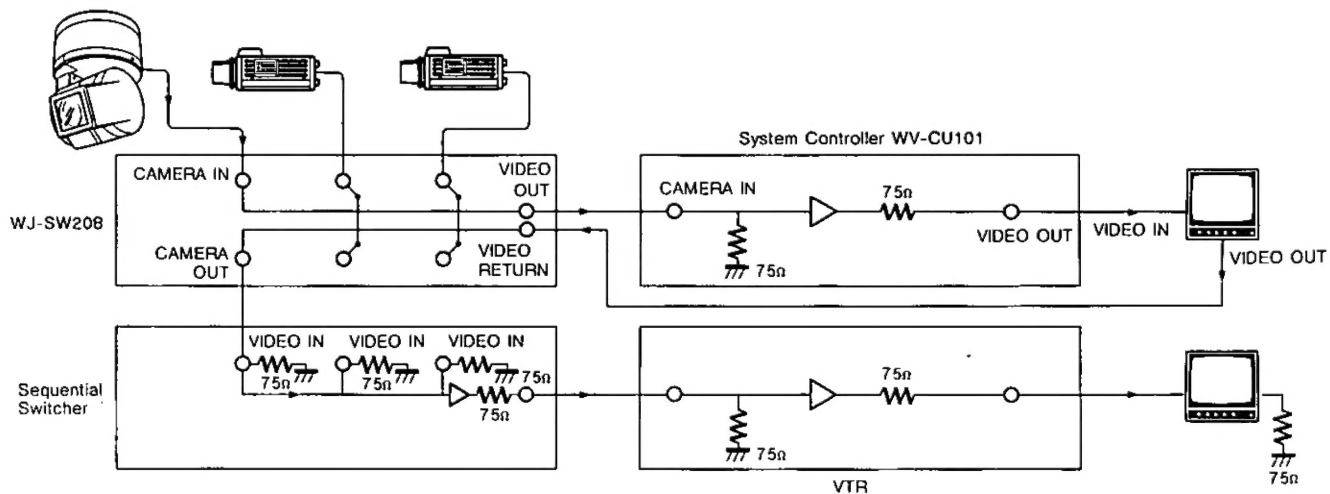 System Controller WV-CU101
CAMERA IN
VIDEO
OUT
CAMERA IN
75Ω
WJ-SW208
CAMERA
OUT
VIDEO
RETURN
75Ω
VIDEO OUT
VIDEO IN
VIDEO OUT
VIDEO IN
VIDEO IN
VIDEO IN
75Ω
75Ω
75Ω
75Ω
Sequential
Switcher
75Ω
75Ω
75Ω
VTR